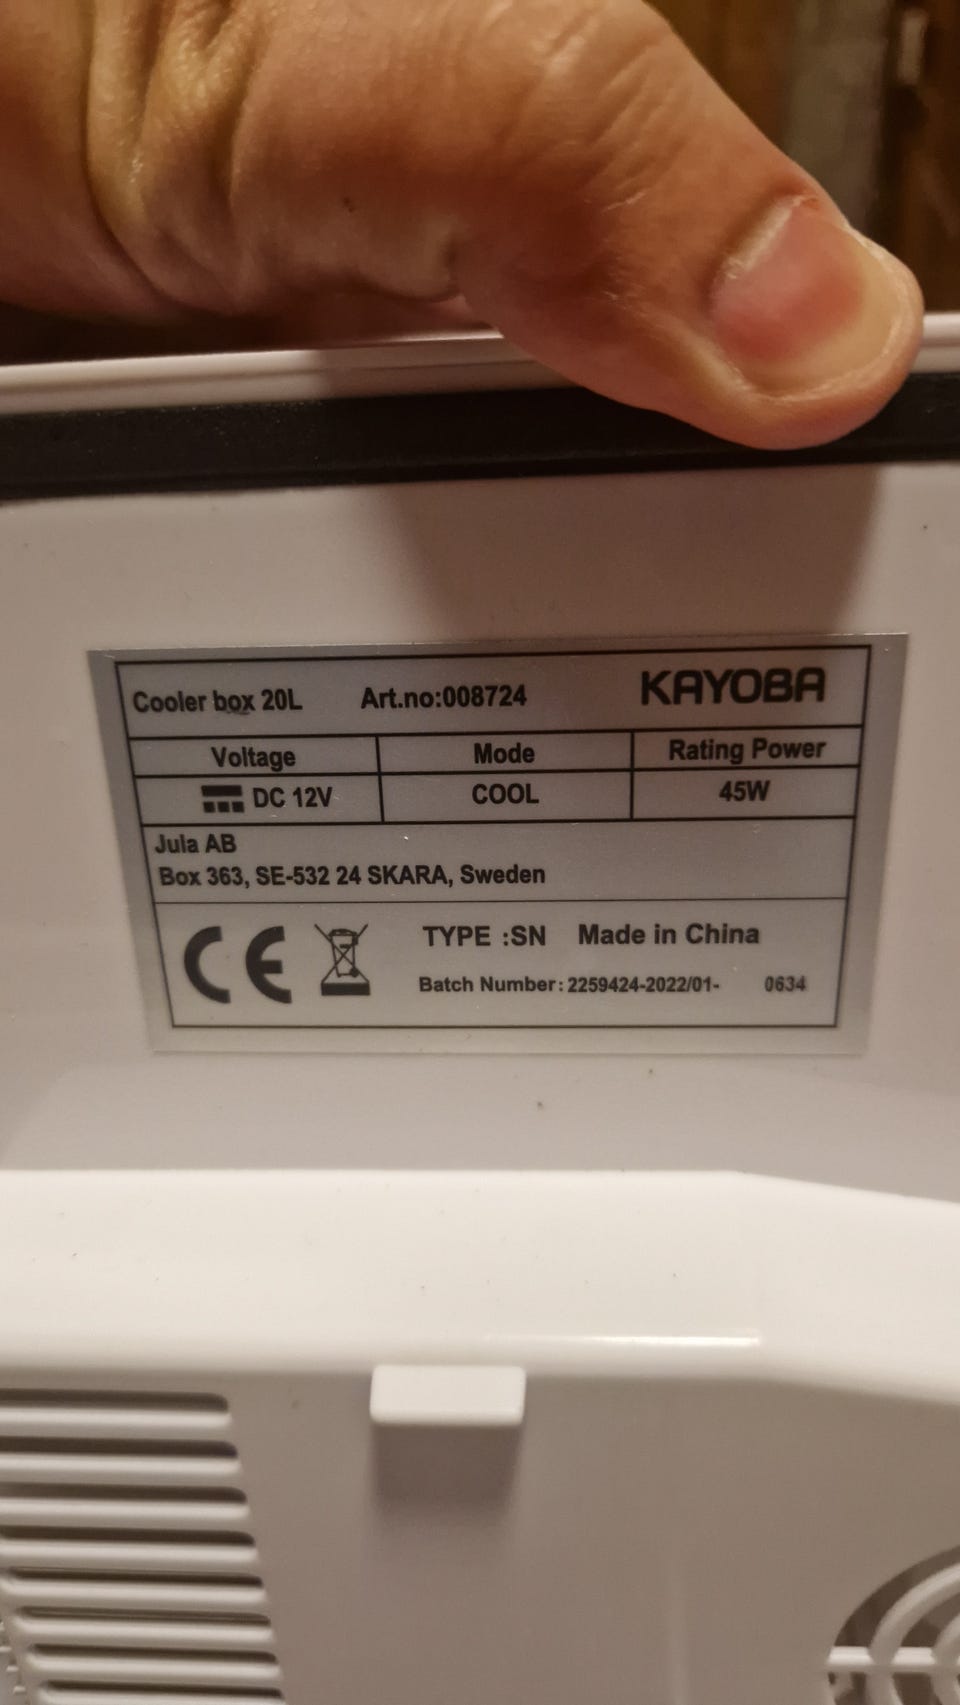 Cooler box 20L Art.no:008724 KAYOBA
Voltage Mode Rating Power
DC 12V COOL 45W
Jula AB
Box 363, SE-532 24 SKARA, Sweden
CE TYPE :SN Made in China
Batch Number: 2259424-2022/01- 0634